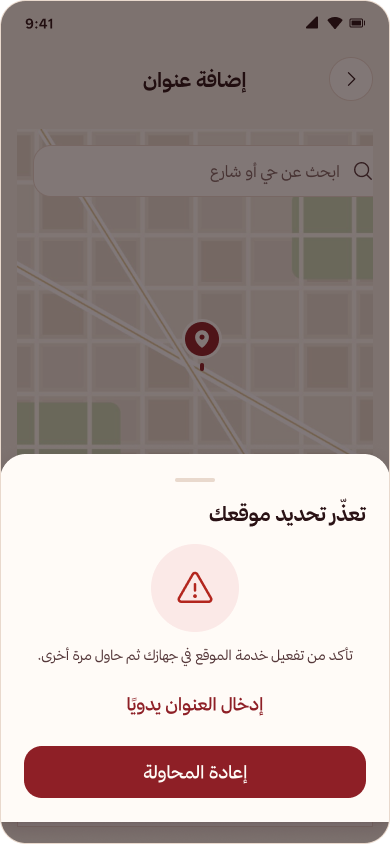 9:41
إضافة عنوان
ابحث عن حي أو شارع
تعذّر تحديد موقعك
تأكد من تفعيل خدمة الموقع في جهازك ثم حاول مرة أخرى.
إدخال العنوان يدويًا
إعادة المحاولة